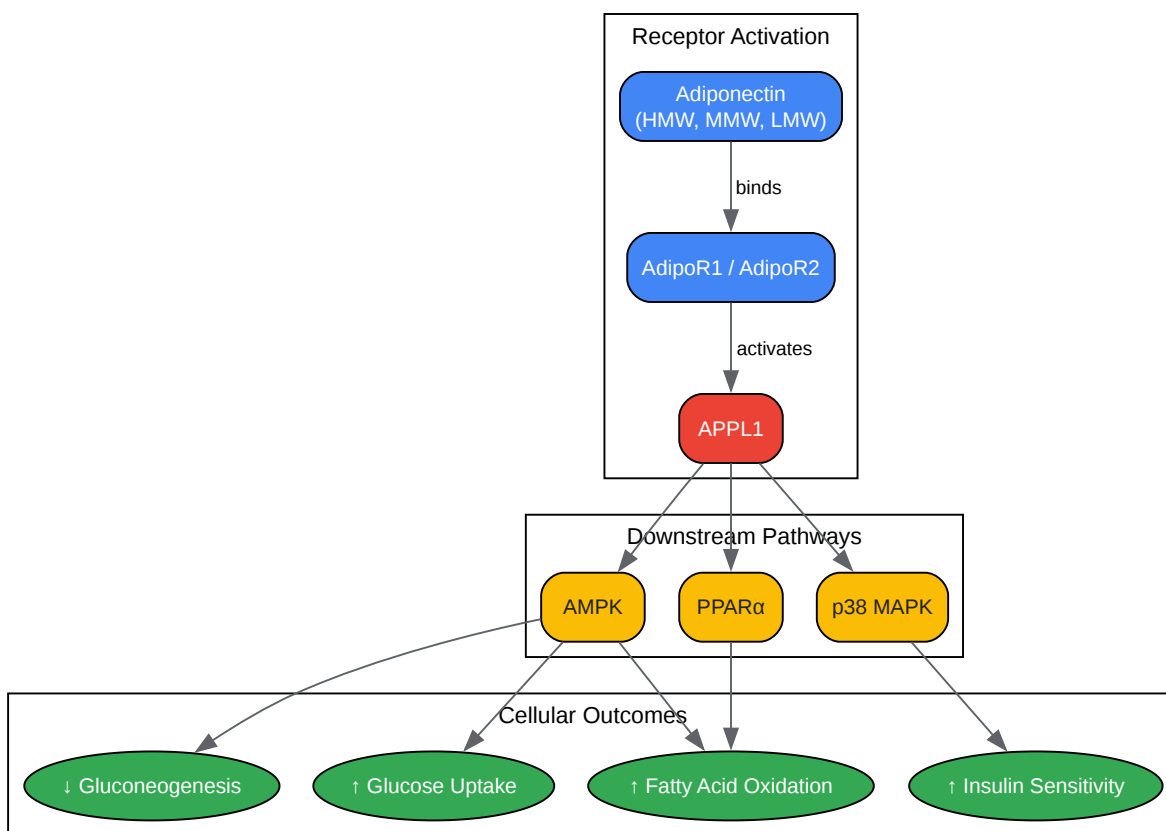 Receptor Activation
Adiponectin
(HMW, MMW, LMW)
binds
AdipoR1 / AdipoR2
activates
APPL1
Downstream Pathways
AMPK
PPARα
p38 MAPK
Cellular Outcomes
↓ Gluconeogenesis
↑ Glucose Uptake
↑ Fatty Acid Oxidation
↑ Insulin Sensitivity